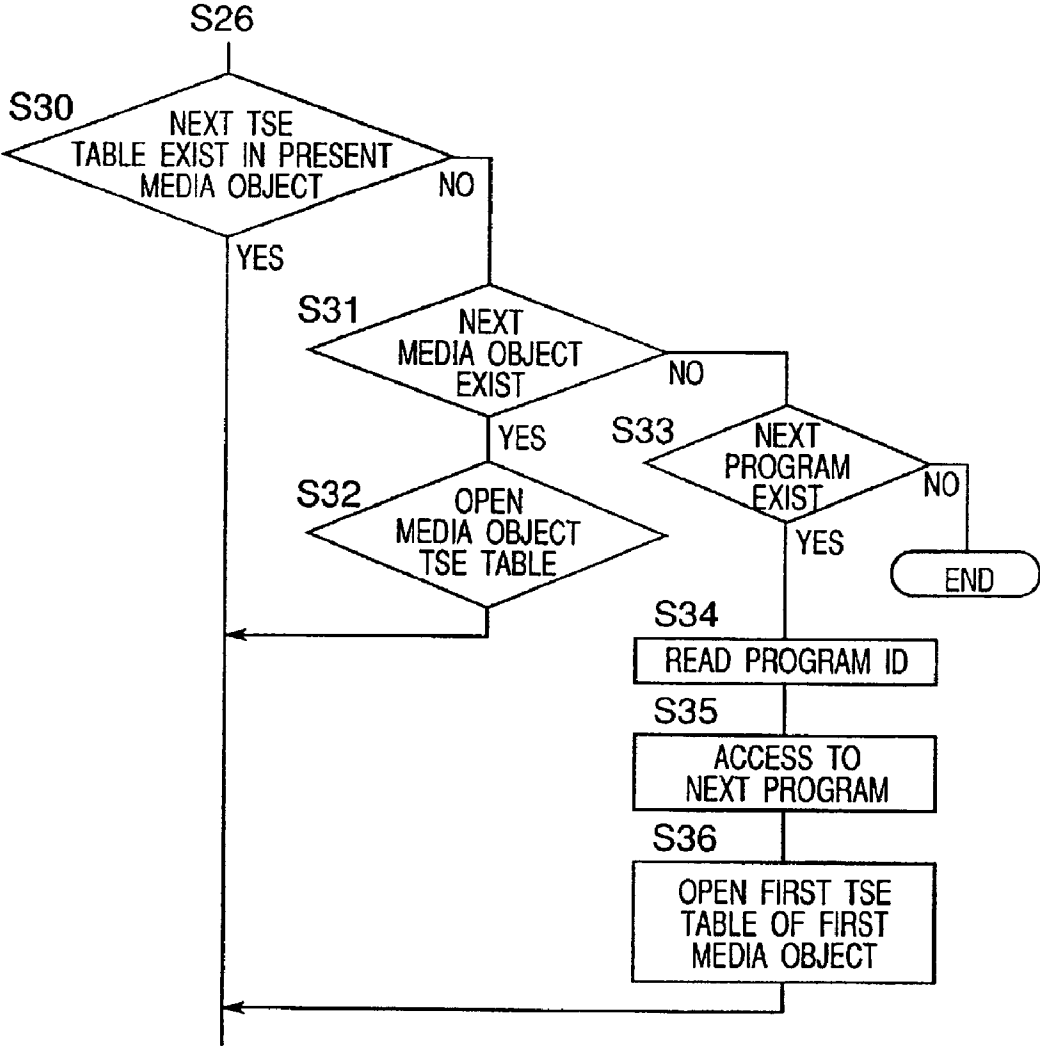 S26
S30
NEXT TSE
TABLE EXIST IN PRESENT
MEDIA OBJECT
NO
YES
S31
NEXT
MEDIA OBJECT
EXIST
NO
YES
S33
NEXT
PROGRAM
EXIST
NO
YES
END
S32
OPEN
MEDIA OBJECT
TSE TABLE
S34
READ PROGRAM ID
S35
ACCESS TO
NEXT PROGRAM
S36
OPEN FIRST TSE
TABLE OF FIRST
MEDIA OBJECT